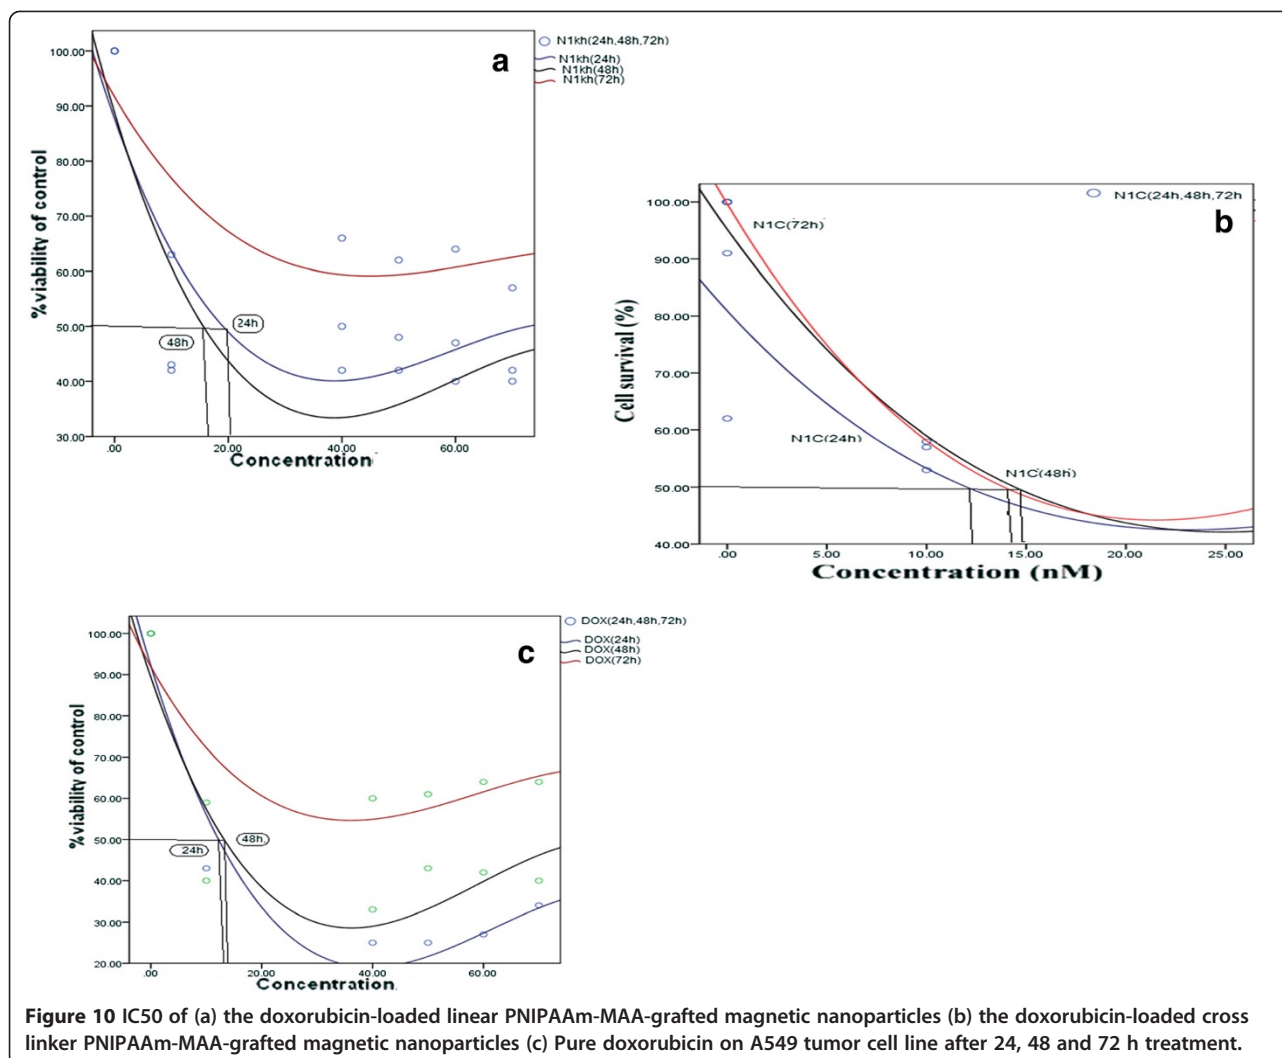 a
N1kh(24h,48h,72h)
N1kh(24h)
N1kh(48h)
N1kh(72h)
%viability of control
100.00
90.00
80.00
70.00
60.00
50.00
40.00
30.00
24h
48h
.00
20.00
40.00
60.00
Concentration
b
N1C(24h,48h,72h
N1C(72h)
N1C(24h)
N1C(48h)
Cell survival (%)
100.00
90.00
80.00
70.00
60.00
50.00
40.00
.00
5.00
10.00
15.00
20.00
25.00
Concentration (nM)
c
DOX(24h,48h,72h)
DOX(24h)
DOX(48h)
DOX(72h)
%viability of control
100.00
90.00
80.00
70.00
60.00
50.00
40.00
30.00
20.00
48h
24h
.00
20.00
40.00
60.00
Concentration
Figure 10 IC50 of (a) the doxorubicin-loaded linear PNIPAAm-MAA-grafted magnetic nanoparticles (b) the doxorubicin-loaded cross
linker PNIPAAm-MAA-grafted magnetic nanoparticles (c) Pure doxorubicin on A549 tumor cell line after 24, 48 and 72 h treatment.